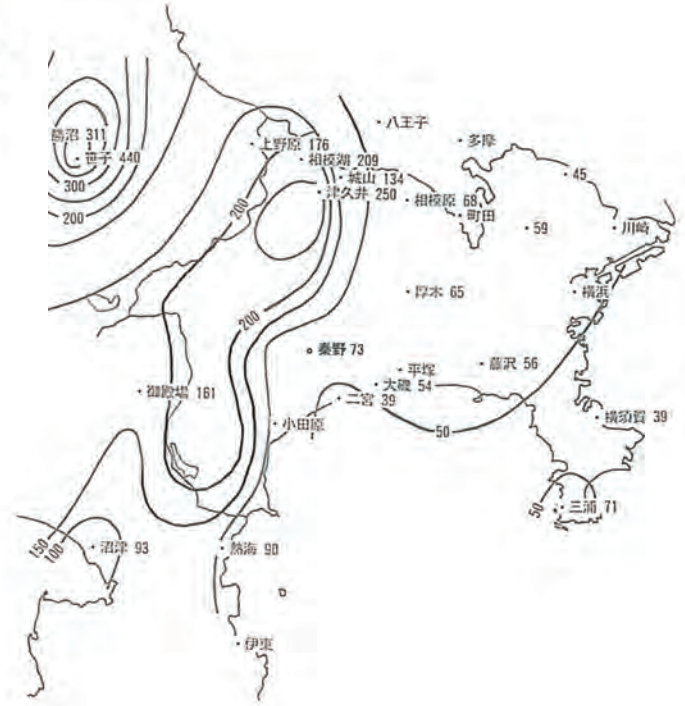 八王子
多摩
勝沼 311
上野原 176
笹子 440
相模湖 209
45
城山 134
300
津久井 250
相模原 68
200
200
町田
59
川崎
厚木 65
横浜
200
秦野 73
平塚
藤沢 56
御殿場 161
大磯 54
二宮 39
小田原
50
横須賀 39
50
三浦 71
150
100
沼津 93
熱海 90
伊東